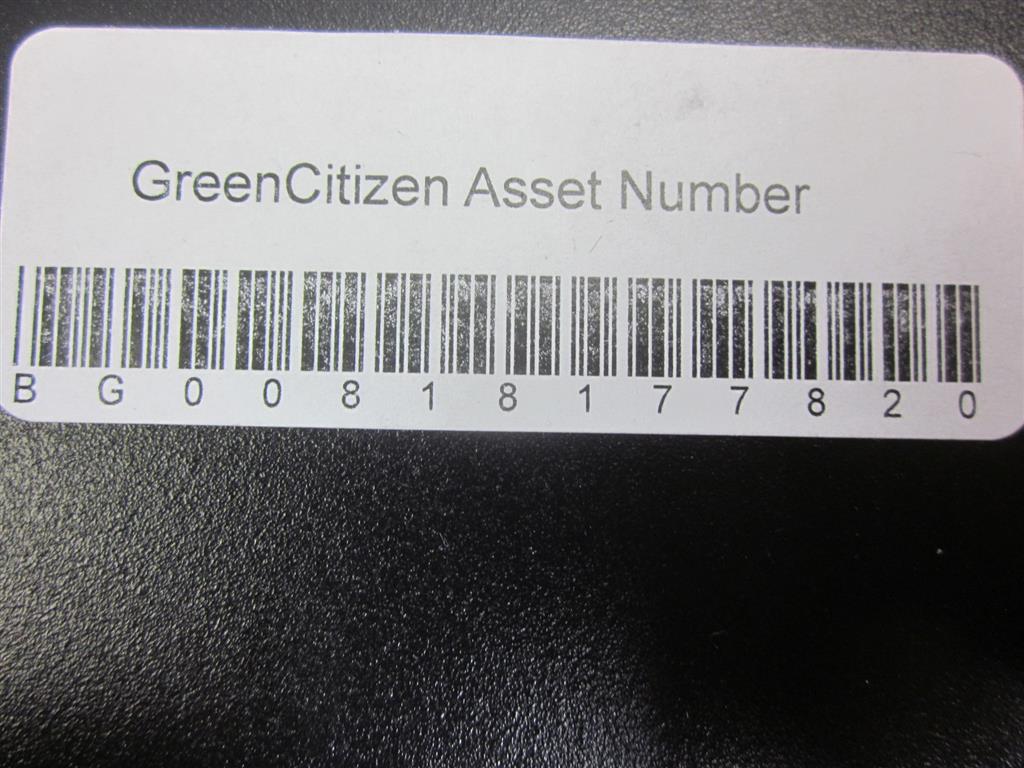 GreenCitizen Asset Number
B G 0 0 8 1 8 1 7 7 8 2 0